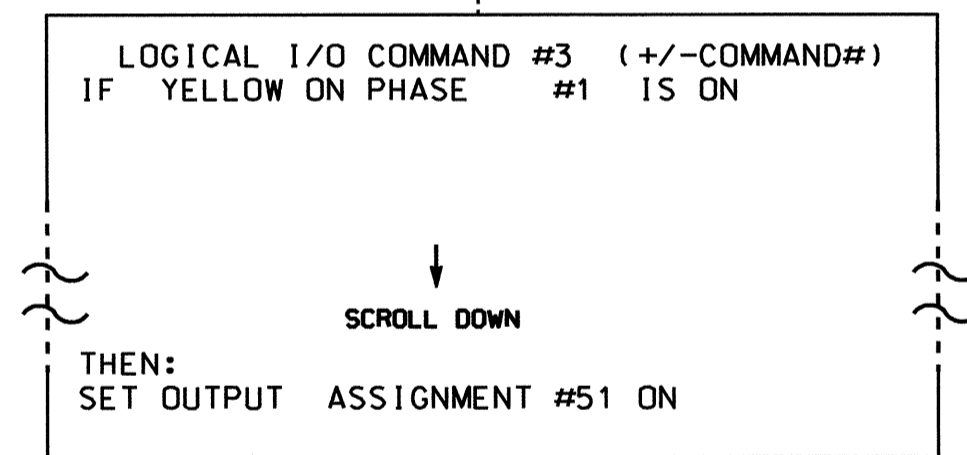 LOGICAL I/O COMMAND #3 (+/-COMMAND#)
IF YELLOW ON PHASE #1 IS ON
SCROLL DOWN
THEN:
SET OUTPUT ASSIGNMENT #51 ON